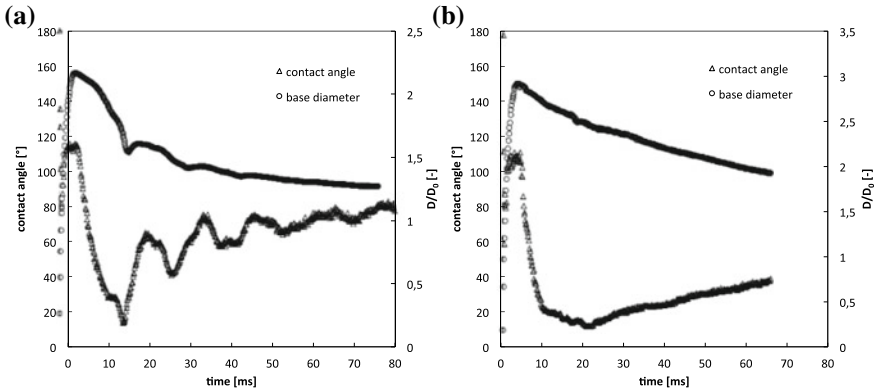 (a)
180
160
140
120
100
80
60
40
20
0
contact angle [°]
2,5
2
1,5
1
0,5
0
D/D₀ [-]
contact angle
base diameter
0 10 20 30 40 50 60 70 80
time [ms]
(b)
180
160
140
120
100
80
60
40
20
0
contact angle [°]
3,5
3
2,5
2
1,5
1
0,5
0
D/D₀ [-]
contact angle
base diameter
0 10 20 30 40 50 60 70 80
time [ms]